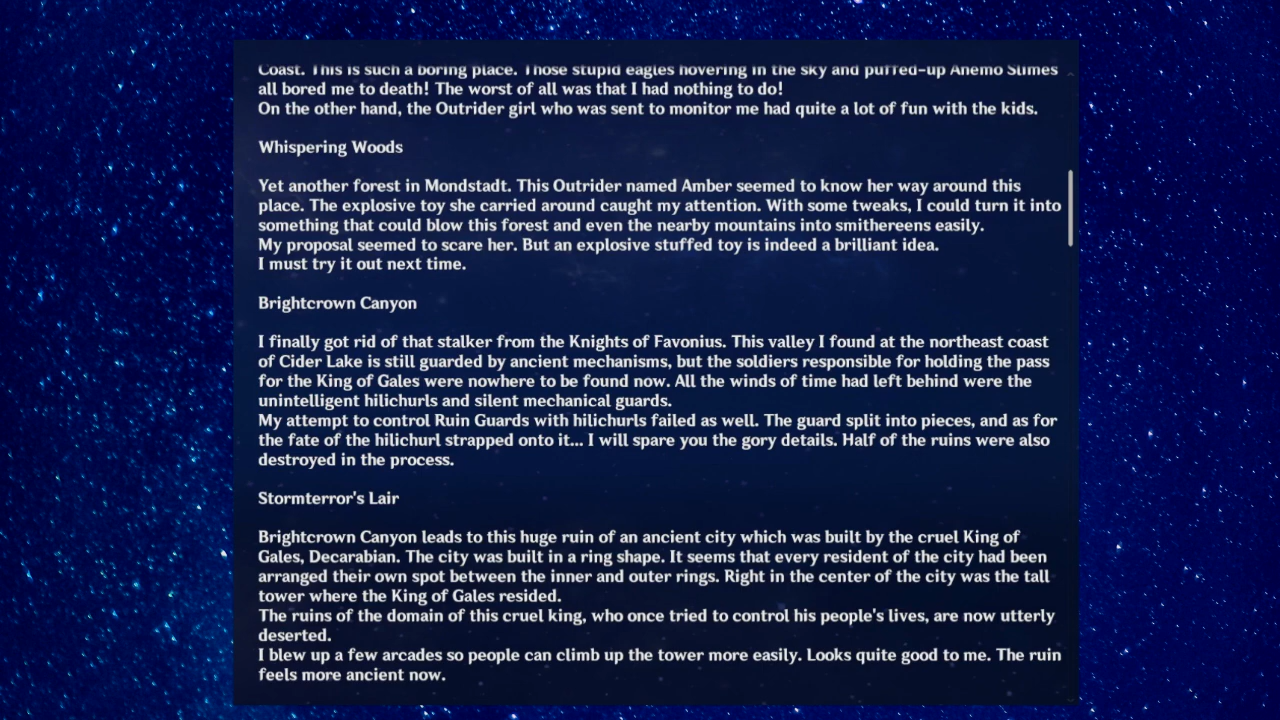 Coast. This is such a boring place. Those stupid eagles hovering in the sky and puffed-up Anemo Slimes
all bored me to death! The worst of all was that I had nothing to do!
On the other hand, the Outrider girl who was sent to monitor me had quite a lot of fun with the kids.
Whispering Woods
Yet another forest in Mondstadt. This Outrider named Amber seemed to know her way around this
place. The explosive toy she carried around caught my attention. With some tweaks, I could turn it into
something that could blow this forest and even the nearby mountains into smithereens easily.
My proposal seemed to scare her. But an explosive stuffed toy is indeed a brilliant idea.
I must try it out next time.
Brightcrown Canyon
I finally got rid of that stalker from the Knights of Favonius. This valley I found at the northeast coast
of Cider Lake is still guarded by ancient mechanisms, but the soldiers responsible for holding the pass
for the King of Gales were nowhere to be found now. All the winds of time had left behind were the
unintelligent hilichurls and silent mechanical guards.
My attempt to control Ruin Guards with hilichurls failed as well. The guard split into pieces, and as for
the fate of the hilichurl strapped onto it... I will spare you the gory details. Half of the ruins were also
destroyed in the process.
Stormterror's Lair
Brightcrown Canyon leads to this huge ruin of an ancient city which was built by the cruel King of
Gales, Decarabian. The city was built in a ring shape. It seems that every resident of the city had been
arranged their own spot between the inner and outer rings. Right in the center of the city was the tall
tower where the King of Gales resided.
The ruins of the domain of this cruel king, who once tried to control his people's lives, are now utterly
deserted.
I blew up a few arcades so people can climb up the tower more easily. Looks quite good to me. The ruin
feels more ancient now.